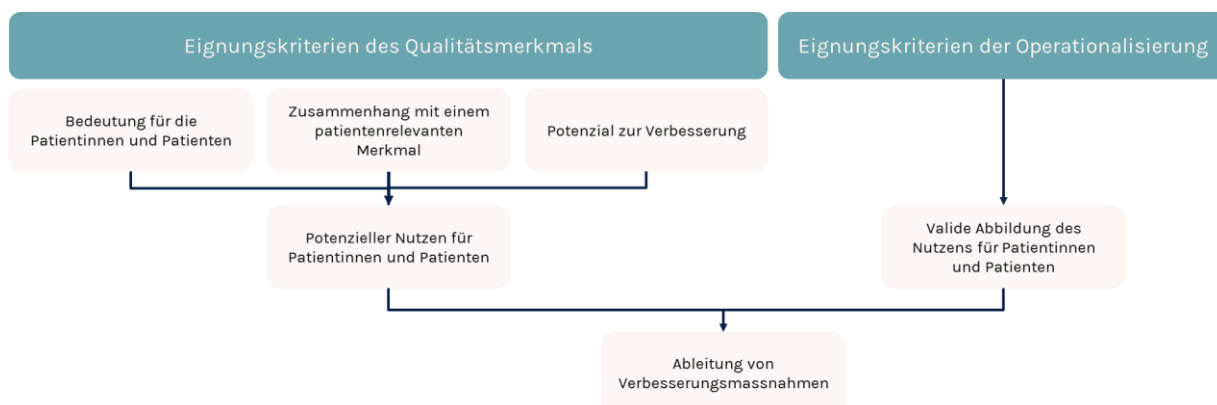 Eignungskriterien des Qualitätsmerkmals
Eignungskriterien der Operationalisierung
Bedeutung für die
Patientinnen und Patienten
Zusammenhang mit einem
patientenrelevanten
Merkmal
Potenzial zur Verbesserung
Potenzieller Nutzen für
Patientinnen und Patienten
Valide Abbildung des
Nutzens für Patientinnen
und Patienten
Ableitung von
Verbesserungsmassnahmen